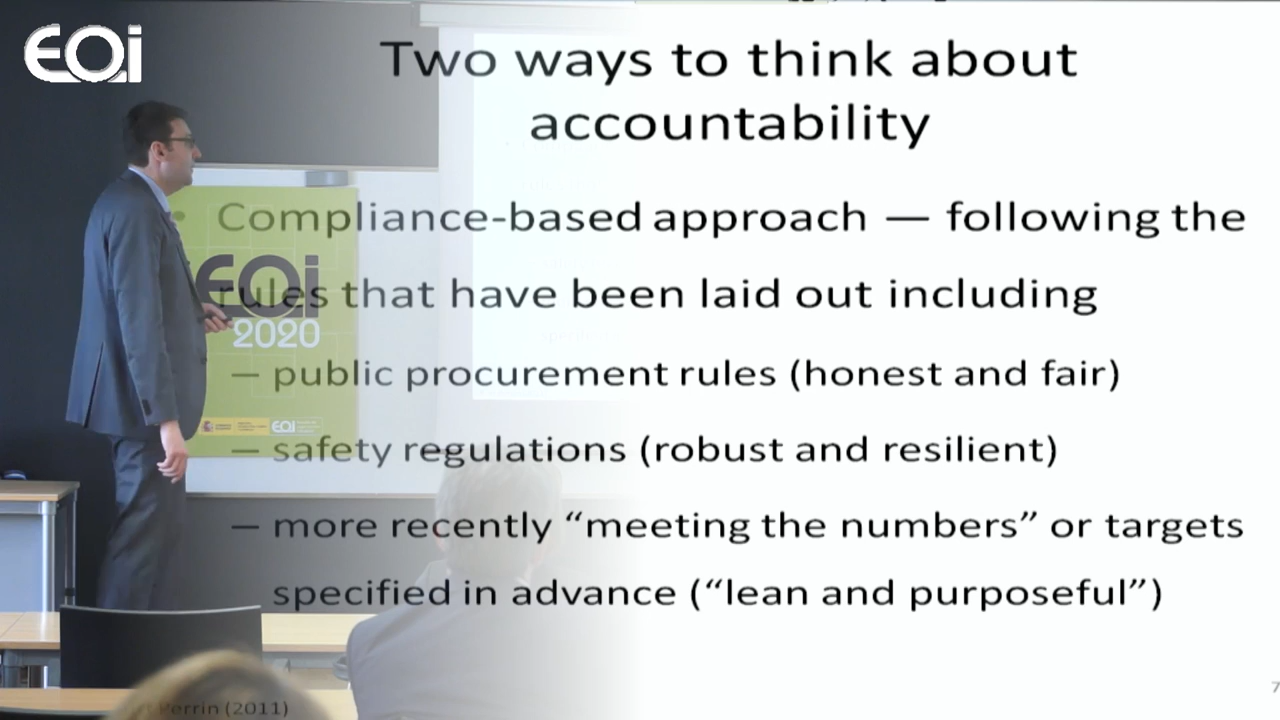 EOi
Two ways to think about
accountability
• Compliance-based approach — following the
rules that have been laid out including
EOi
2020
– public procurement rules (honest and fair)
EOi
– safety regulations (robust and resilient)
– more recently “meeting the numbers” or targets
specified in advance (“lean and purposeful”)
7
Perrin (2011)